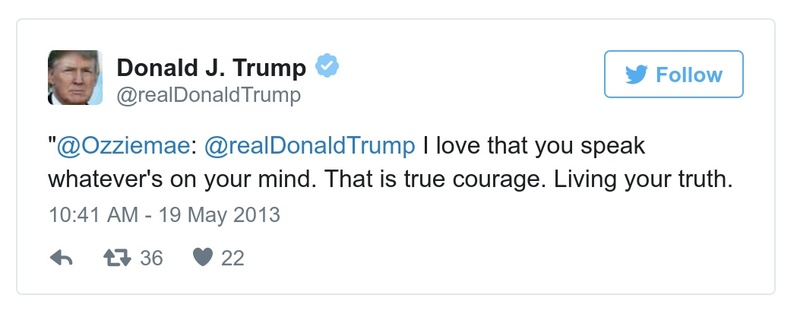 Donald J. Trump
Follow
@realDonaldTrump
"@Ozziemae: @realDonaldTrump I love that you speak
whatever's on your mind. That is true courage. Living your truth.
10:41 AM - 19 May 2013
36 22